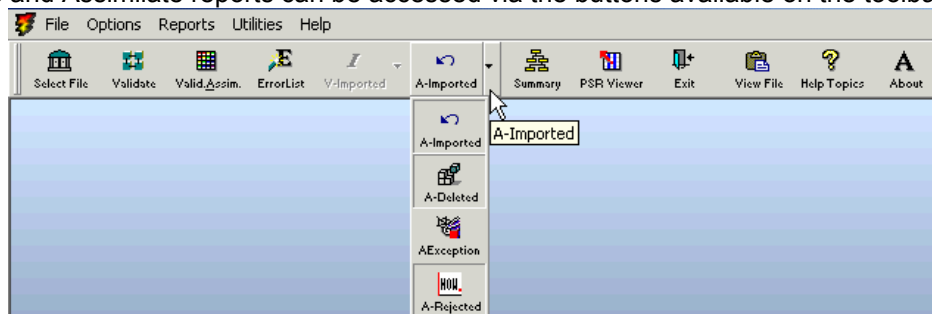 and Assimilate reports can be accessed via the buttons available on the toolba
File Options Reports Utilities Help
Select File Validate Valid.Assim. ErrorList V-Imported A-Imported Summary PSR Viewer Exit View File Help Topics About
A-Imported
A-Imported
A-Deleted
AException
NOW.
A-Rejected